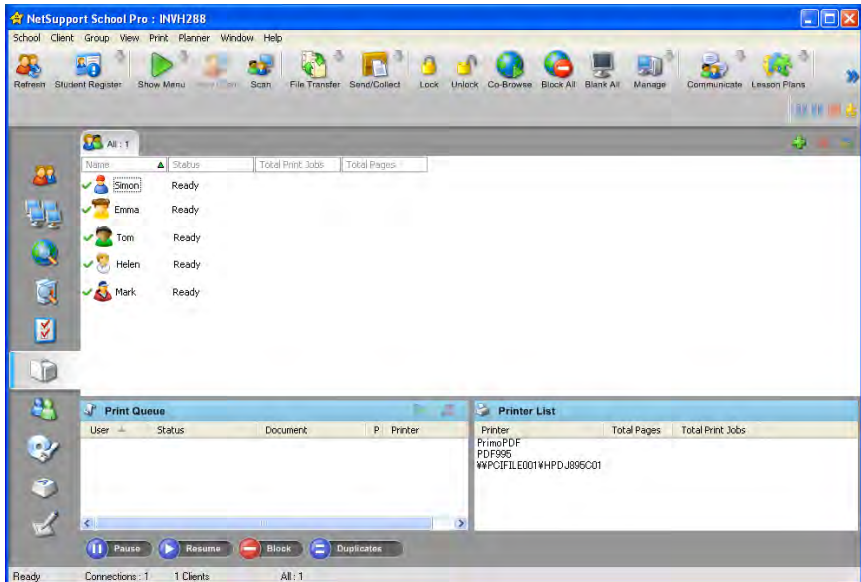 NetSupport School Pro : INVH288
School Client Group View Print Planner Window Help
Refresh Student Register Show Menu Scan File Transfer Send/Collect Lock Unlock Co-Browse Block All Blank All Manage Communicate Lesson Plans
All : 1
Name Status Total Print Jobs Total Pages
Simon Ready
Emma Ready
Tom Ready
Helen Ready
Mark Ready
Print Queue
User Status Document P Printer
Printer List
Printer Total Pages Total Print Jobs
PrimoPDF
PDF995
¥¥PCIFILE001¥HPDJ895C01
Pause Resume Block Duplicates
Ready Connections : 1 1 Clients All : 1